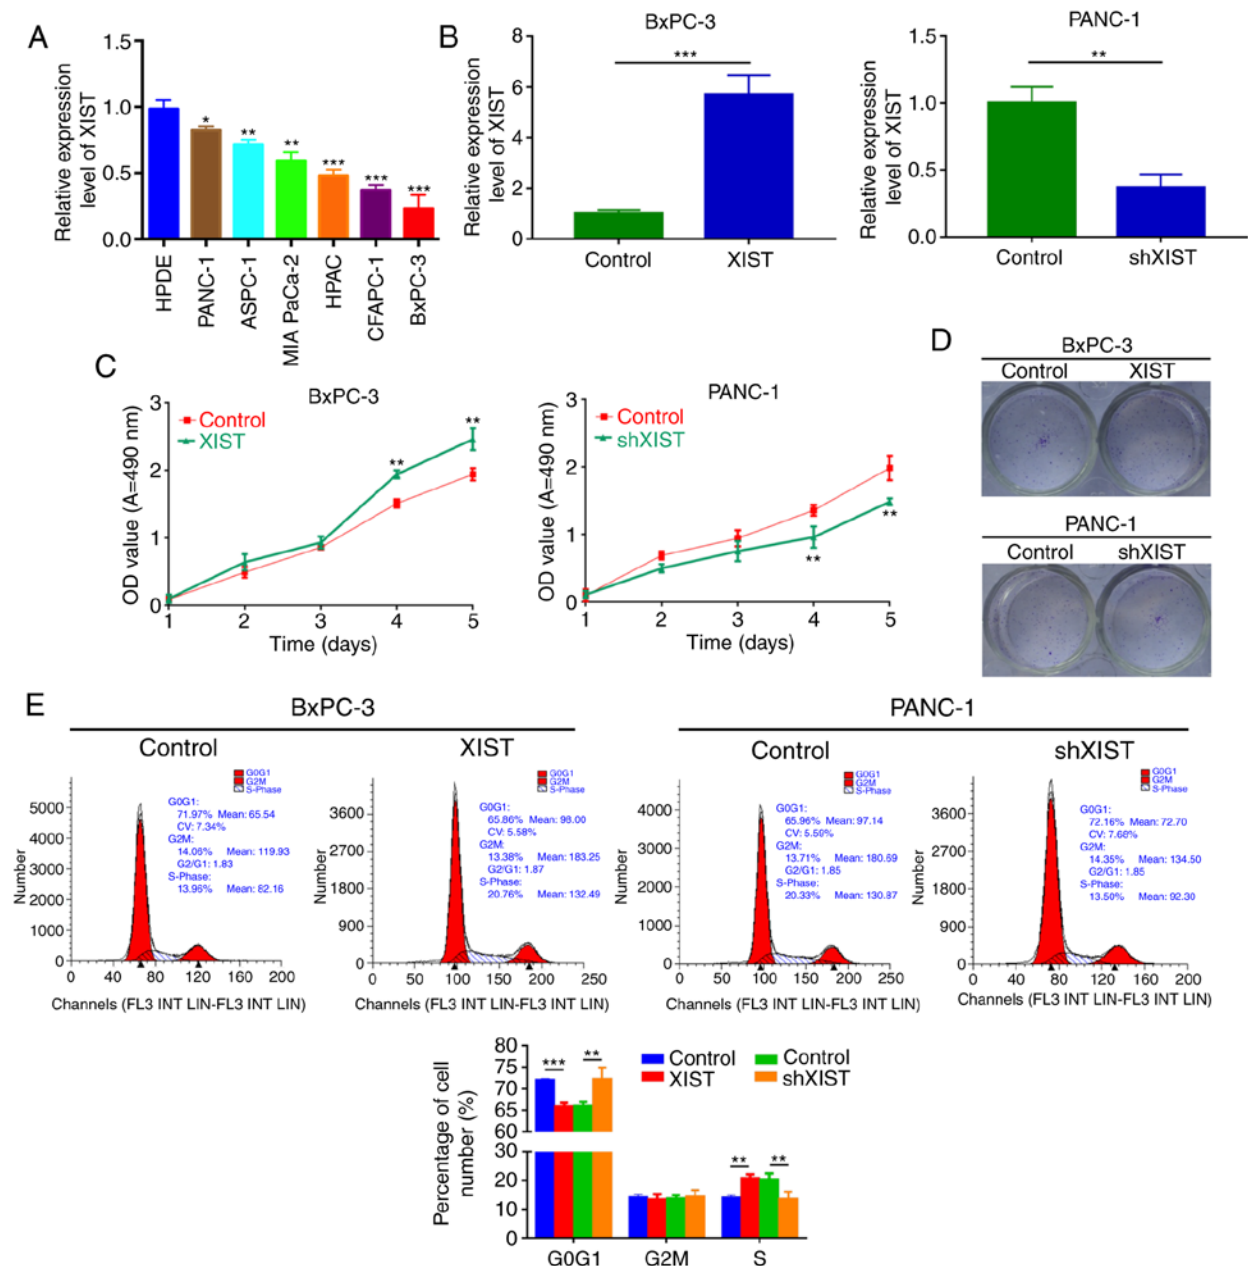 A
Relative expression
level of XIST
1.5
1.0
0.5
0.0
*
**
**
***
***
***
HPDE
PANC-1
ASPC-1
MIA PaCa-2
HPAC
CFAPC-1
BxPC-3
B
BxPC-3
Relative expression
level of XIST
8
6
4
2
0
***
Control
XIST
PANC-1
Relative expression
level of XIST
1.5
1.0
0.5
0.0
**
Control
shXIST
C
BxPC-3
OD value (A=490 nm)
3
2
1
0
Control
XIST
**
**
1 2 3 4 5
Time (days)
PANC-1
OD value (A=490 nm)
3
2
1
0
Control
shXIST
**
**
1 2 3 4 5
Time (days)
D
BxPC-3
Control XIST
PANC-1
Control shXIST
E
BxPC-3
Control
Number
5000
4000
3000
2000
1000
0
G0G1
G2M
S-Phase
G0G1:
71.97% Mean: 65.54
CV: 7.34%
G2M:
14.06% Mean: 119.93
G2/G1: 1.83
S-Phase:
13.96% Mean: 82.16
0 40 80 120 160 200
Channels (FL3 INT LIN-FL3 INT LIN)
XIST
Number
3600
2700
1800
900
0
G0G1
G2M
S-Phase
G0G1:
65.86% Mean: 98.00
CV: 5.58%
G2M:
13.38% Mean: 183.25
G2/G1: 1.87
S-Phase:
20.76% Mean: 132.49
0 50 100 150 200 250
Channels (FL3 INT LIN-FL3 INT LIN)
PANC-1
Control
Number
4000
3000
2000
1000
0
G0G1
G2M
S-Phase
G0G1:
65.96% Mean: 97.14
CV: 5.50%
G2M:
13.71% Mean: 180.69
G2/G1: 1.85
S-Phase:
20.33% Mean: 130.87
0 50 100 150 200 250
Channels (FL3 INT LIN-FL3 INT LIN)
shXIST
Number
3600
2700
1800
900
0
G0G1
G2M
S-Phase
G0G1:
72.16% Mean: 72.70
CV: 7.68%
G2M:
14.35% Mean: 134.50
G2/G1: 1.85
S-Phase:
13.50% Mean: 92.30
0 40 80 120 160 200
Channels (FL3 INT LIN-FL3 INT LIN)
Percentage of cell
number (%)
80
75
70
65
60
30
20
10
0
*** **
** **
Control
XIST
Control
shXIST
G0G1 G2M S